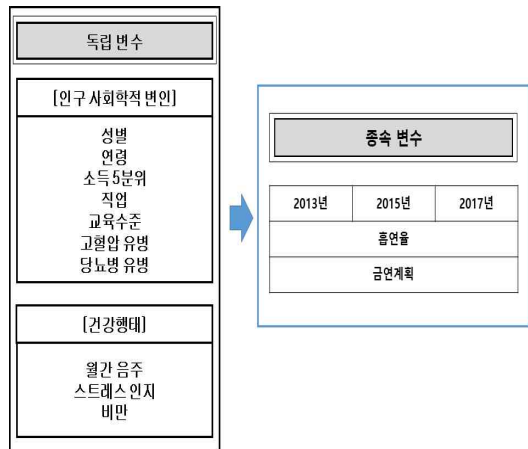 독립 변수
[인구 사회학적 변인]
성별
연령
소득 5분위
직업
교육수준
고혈압 유병
당뇨병 유병
[건강행태]
월간 음주
스트레스 인지
비만
종속 변수
2013년 2015년 2017년
흡연율
금연계획